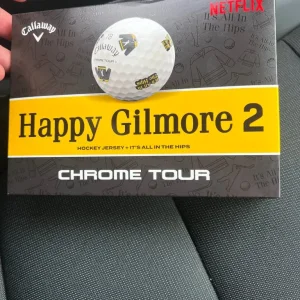 Callaway
NETFLIX
It's All In
The Hips
Happy Gilmore 2
HOCKEY JERSEY • IT'S ALL IN THE HIPS
CHROME TOUR